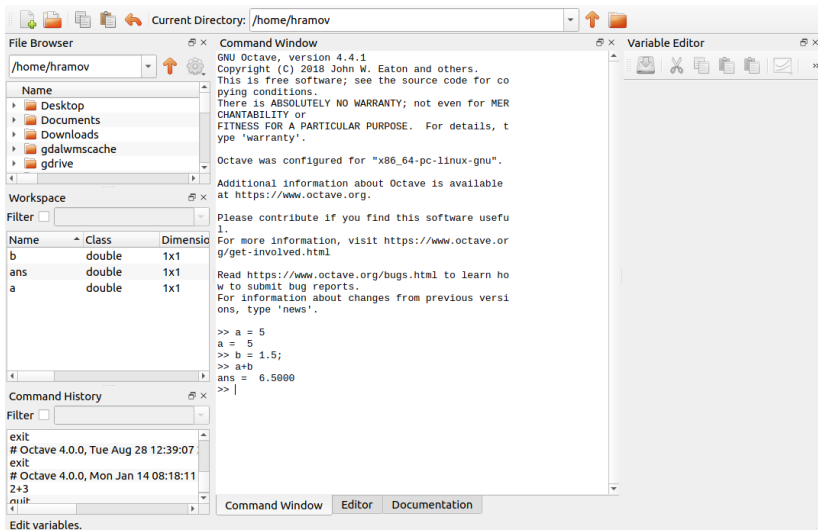 Current Directory: /home/hramov
File Browser
/home/hramov
Name
Desktop
Documents
Downloads
gdalwmscache
gdrive
Workspace
Filter
Name Class Dimensio
b double 1x1
ans double 1x1
a double 1x1
Command History
Filter
exit
# Octave 4.0.0, Tue Aug 28 12:39:07
exit
# Octave 4.0.0, Mon Jan 14 08:18:11
2+3
quit
Edit variables.
Command Window
GNU Octave, version 4.4.1
Copyright (C) 2018 John W. Eaton and others.
This is free software; see the source code for co
pying conditions.
There is ABSOLUTELY NO WARRANTY; not even for MER
CHANTABILITY or
FITNESS FOR A PARTICULAR PURPOSE.  For details, t
ype 'warranty'.
Octave was configured for "x86_64-pc-linux-gnu".
Additional information about Octave is available
at https://www.octave.org.
Please contribute if you find this software usefu
l.
For more information, visit https://www.octave.or
g/get-involved.html
Read https://www.octave.org/bugs.html to learn ho
w to submit bug reports.
For information about changes from previous versi
ons, type 'news'.
>> a = 5
a =  5
>> b = 1.5;
>> a+b
ans =  6.5000
>>
Command Window Editor Documentation
Variable Editor